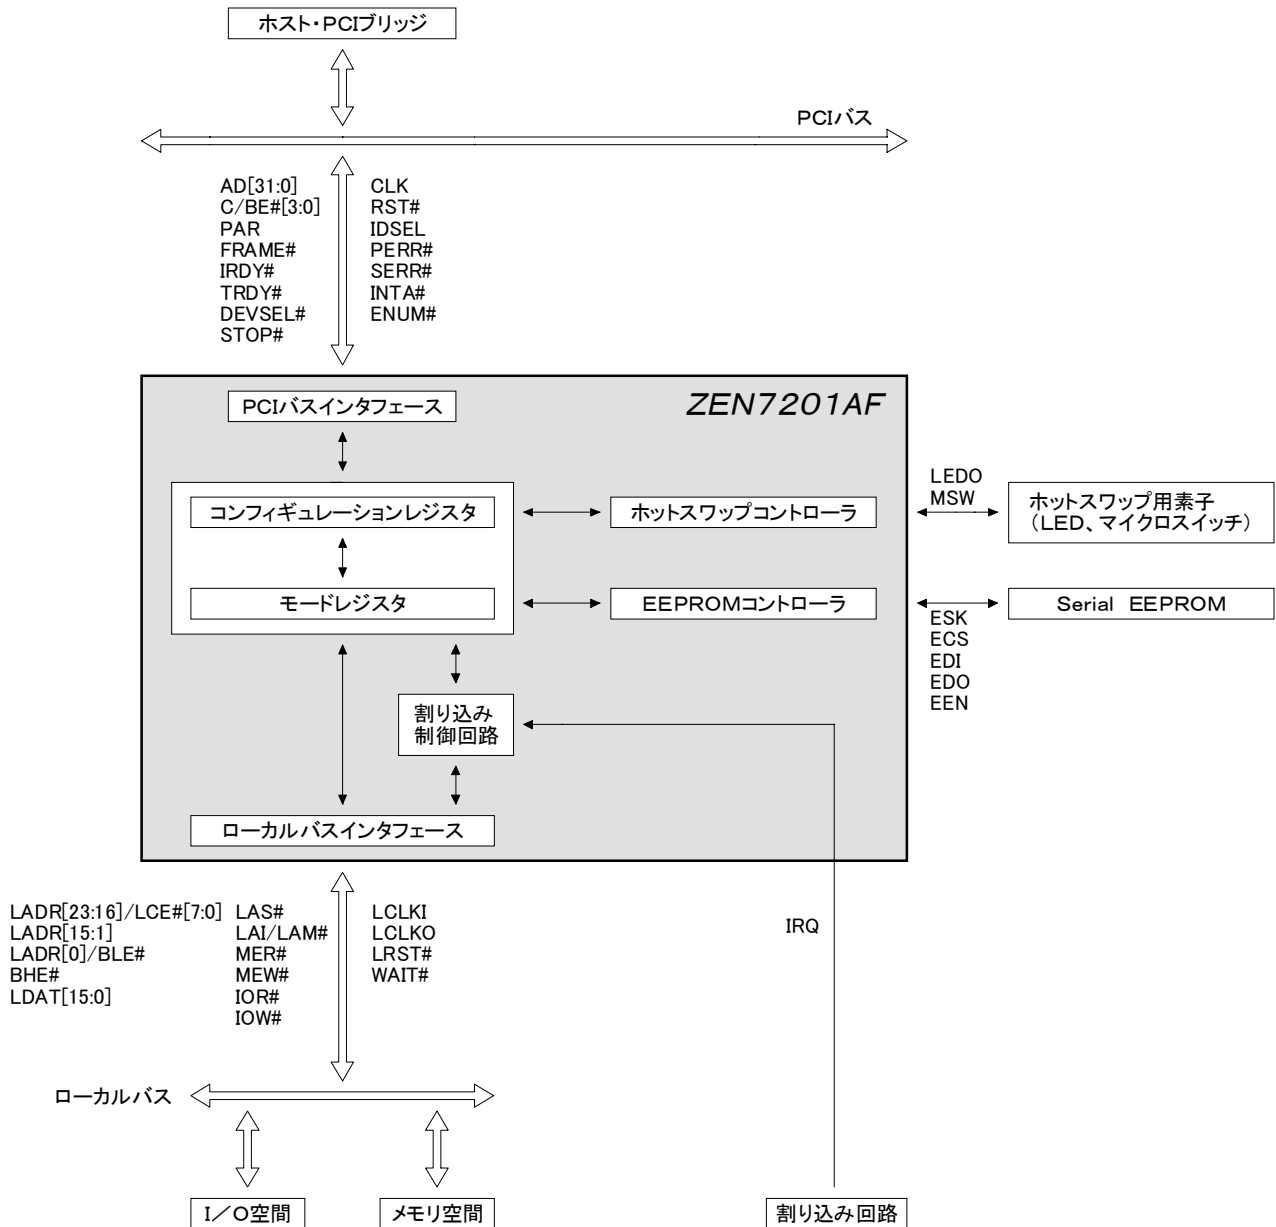 ホスト・PCIブリッジ
PCIバス
AD[31:0]
C/BE#[3:0]
PAR
FRAME#
IRDY#
TRDY#
DEVSEL#
STOP#
CLK
RST#
IDSEL
PERR#
SERR#
INTA#
ENUM#
PCIバスインタフェース
ZEN7201AF
コンフィギュレーションレジスタ
ホットスワップコントローラ
LEDO
MSW
ホットスワップ用素子
（LED、マイクロスイッチ）
モードレジスタ
EEPROMコントローラ
Serial EEPROM
ESK
ECS
EDI
EDO
EEN
割り込み
制御回路
ローカルバスインタフェース
LADR[23:16]/LCE#[7:0]
LADR[15:1]
LADR[0]/BLE#
BHE#
LDAT[15:0]
LAS#
LAI/LAM#
MER#
MEW#
IOR#
IOW#
LCLKI
LCLKO
LRST#
WAIT#
IRQ
ローカルバス
I／O空間
メモリ空間
割り込み回路